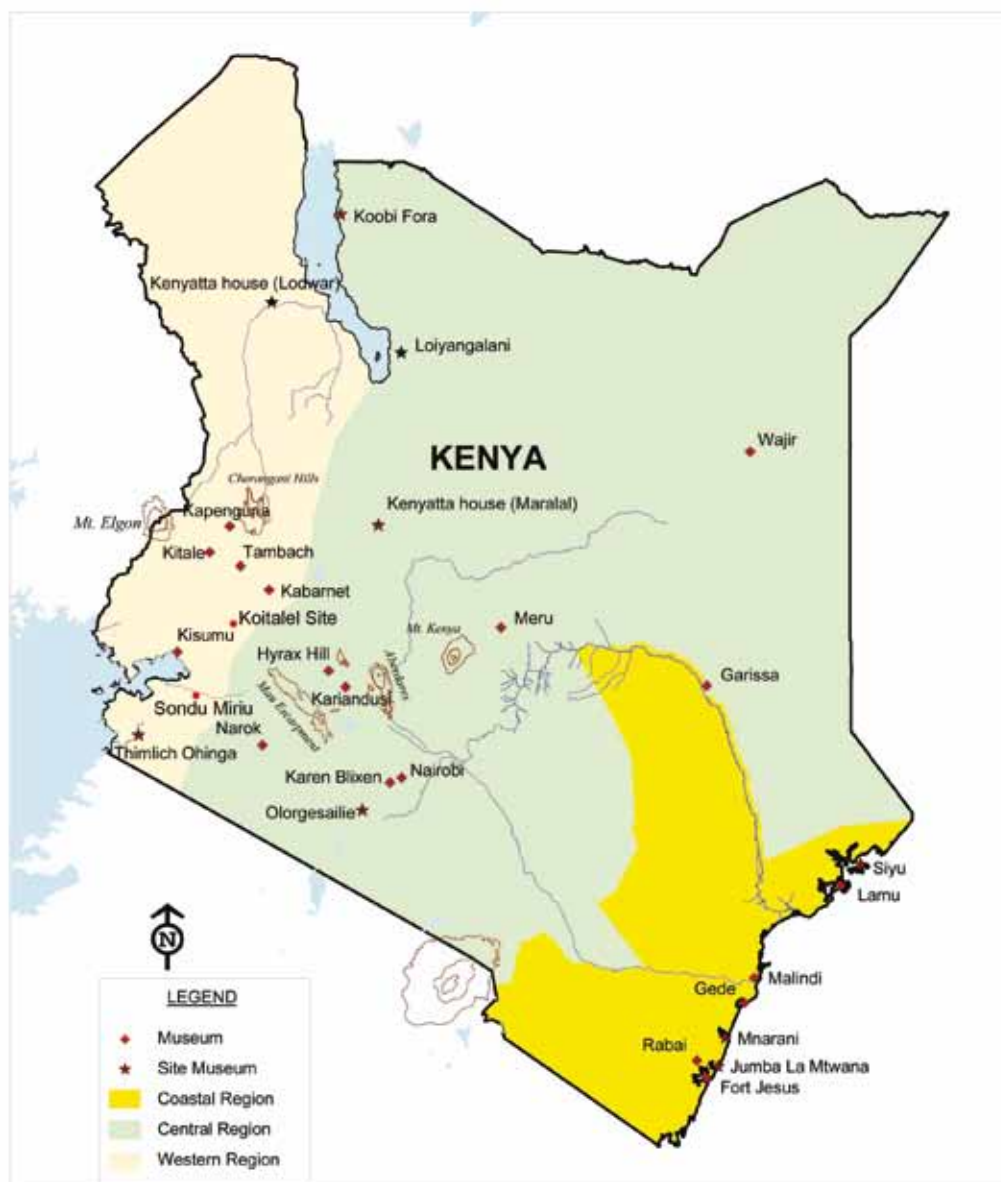 Koobi Fora
Kenyatta house (Lodwar)
Loiyangalani
KENYA
Wajir
Cherangani Hills
Kenyatta house (Maralal)
Mt. Elgon
Kapenguria
Kitale
Tambach
Kabarnet
Koitalel Site
Meru
Kisumu
Mt. Kenya
Hyrax Hill
Aberdares
Garissa
Kariandusi
Mau Escarpment
Sondu Miriu
Narok
Thimlich Ohinga
Karen Blixen
Nairobi
Olorgesailie
Siyu
Lamu
N
Malindi
Gede
LEGEND
Museum
Mnarani
Rabai
Site Museum
Jumba La Mtwana
Fort Jesus
Coastal Region
Central Region
Western Region